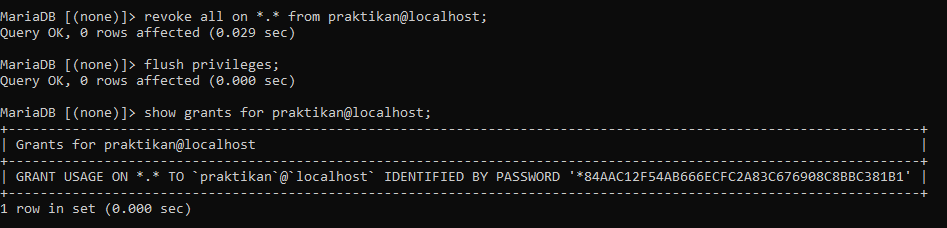 MariaDB [(none)]> revoke all on *.* from praktikan@localhost;
Query OK, 0 rows affected (0.029 sec)
MariaDB [(none)]> flush privileges;
Query OK, 0 rows affected (0.000 sec)
MariaDB [(none)]> show grants for praktikan@localhost;
+-----------------------------------------------------------------------------------------------------------------+
| Grants for praktikan@localhost                                                                                  |
+-----------------------------------------------------------------------------------------------------------------+
| GRANT USAGE ON *.* TO `praktikan`@`localhost` IDENTIFIED BY PASSWORD '*84AAC12F54AB666ECFC2A83C676908C8BBC381B1' |
+-----------------------------------------------------------------------------------------------------------------+
1 row in set (0.000 sec)